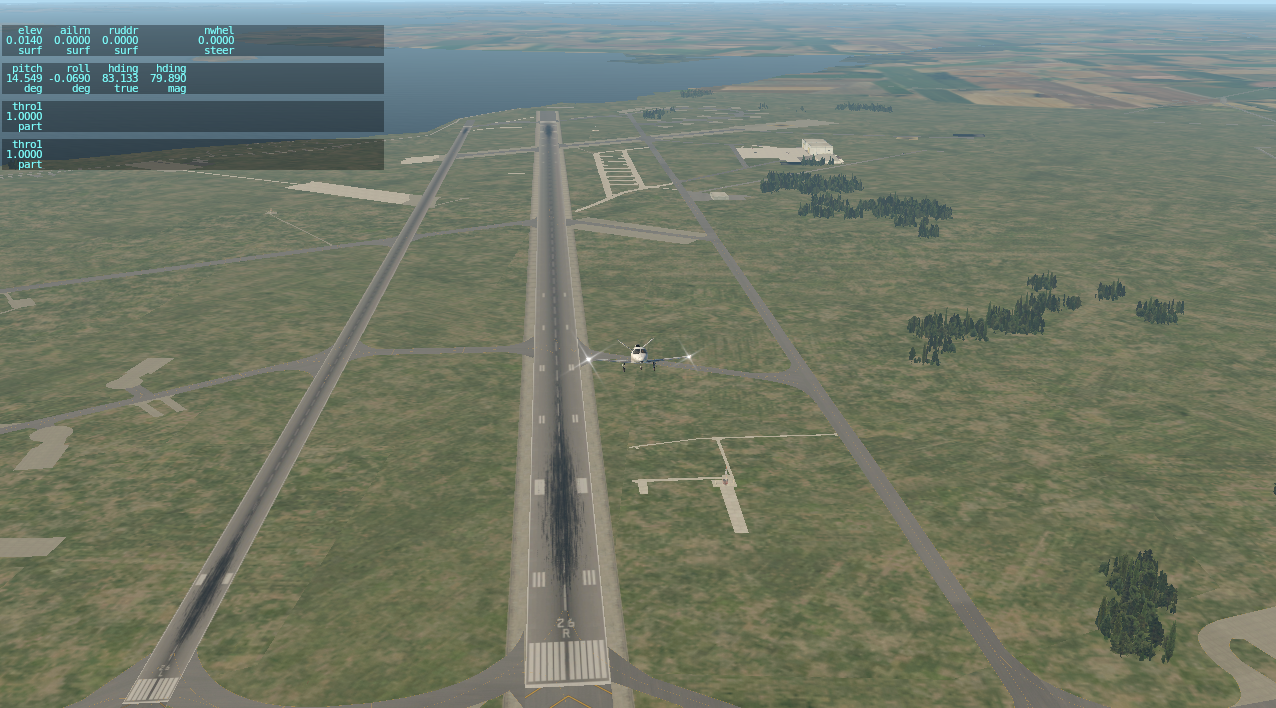 elev ailrn ruddr nwhel
0.0140 0.0000 0.0000 0.0000
surf surf surf steer
pitch roll hding hding
14.549 -0.0690 83.133 79.890
deg deg true mag
thro1
1.0000
part
thro1
1.0000
part
26
R